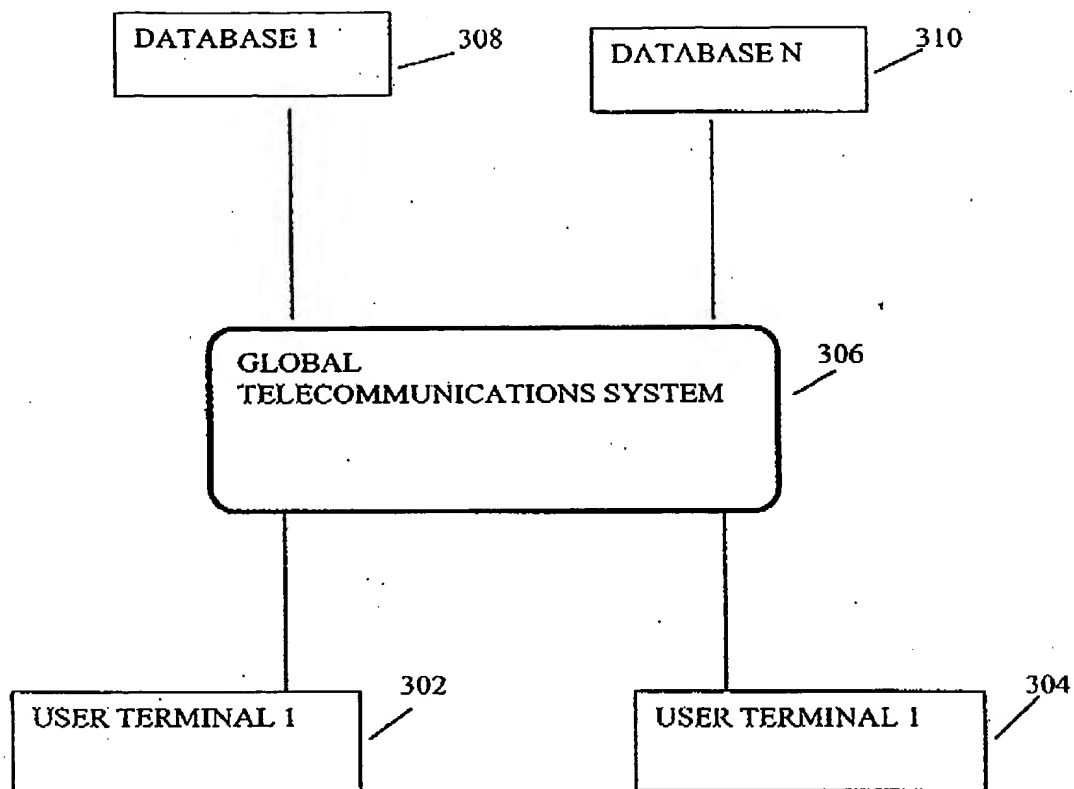 DATABASE 1
308
DATABASE N
310
GLOBAL
TELECOMMUNICATIONS SYSTEM
306
USER TERMINAL 1
302
USER TERMINAL 1
304